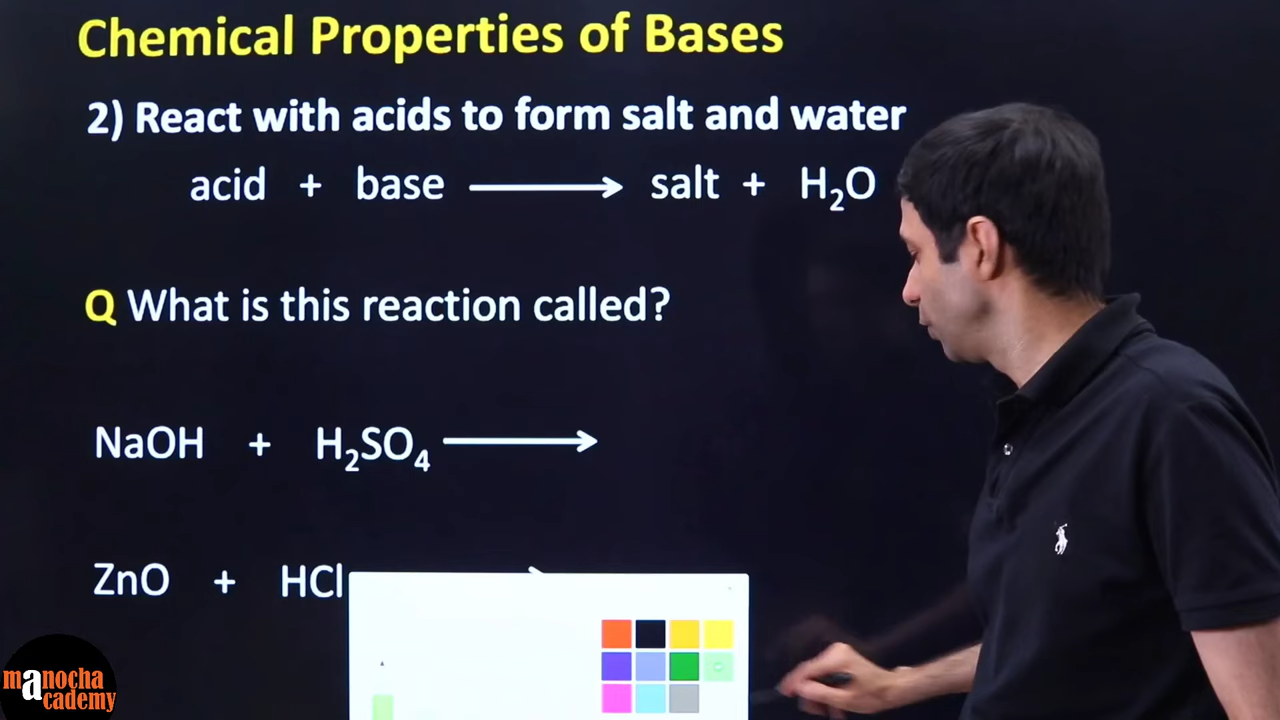 Chemical Properties of Bases
2) React with acids to form salt and water
acid + base ⟶ salt + H₂O
Q What is this reaction called?
NaOH + H₂SO₄ ⟶
ZnO + HCl
manocha
cademy